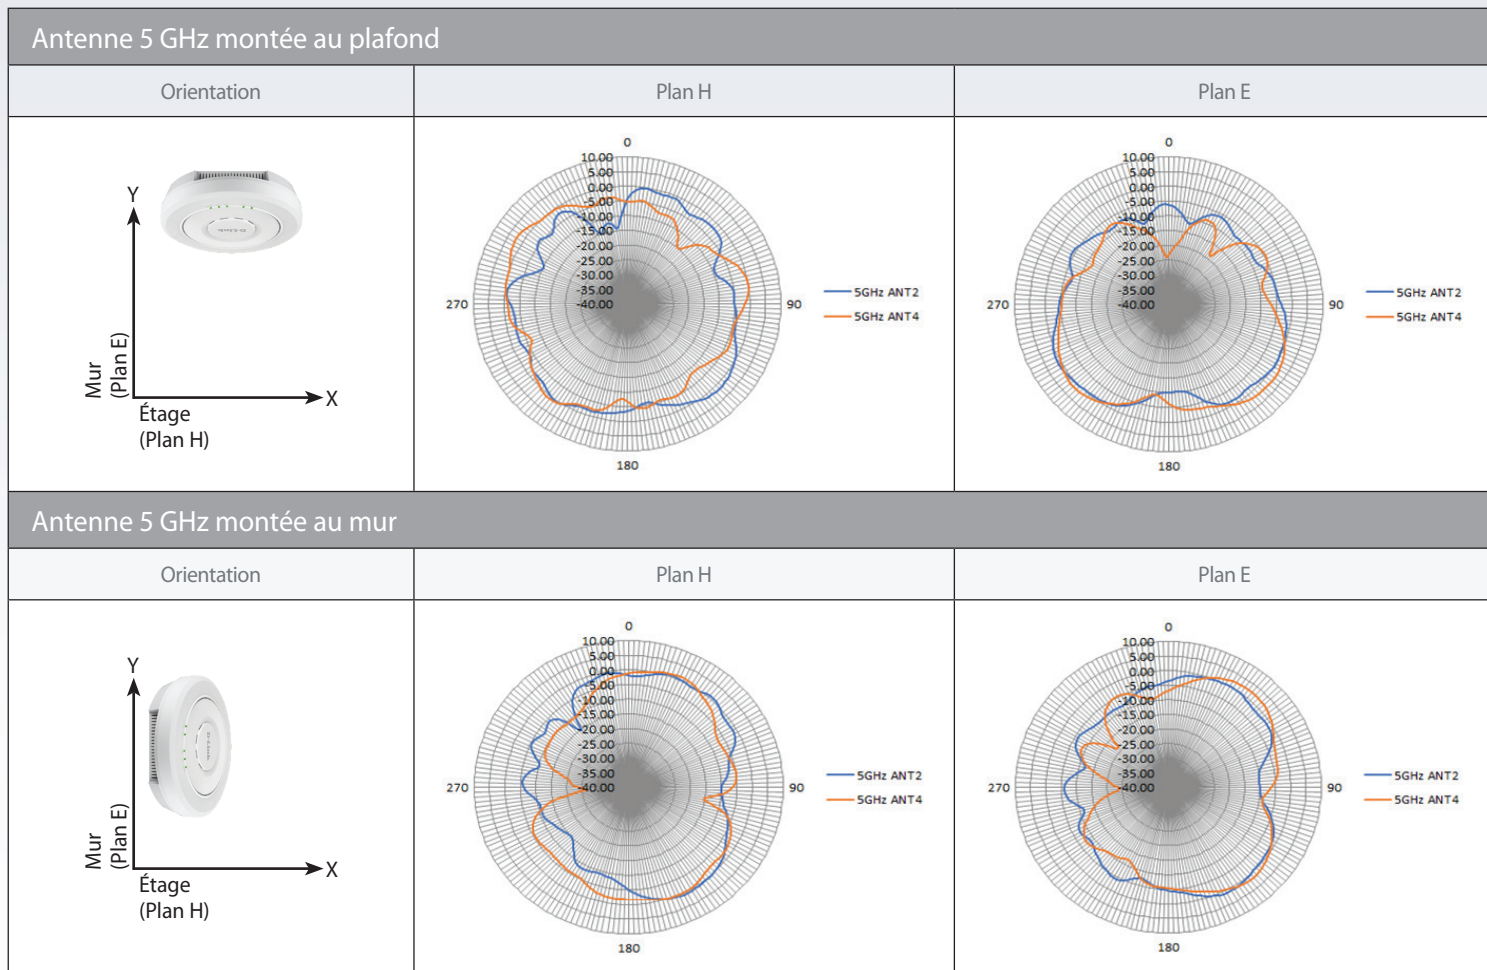 Antenne 5 GHz montée au plafond
Orientation
Plan H
Plan E
Y
Mur
(Plan E)
X
Étage
(Plan H)
D-Link
0
10.00
5.00
0.00
-5.00
-10.00
-15.00
-20.00
-25.00
-30.00
-35.00
-40.00
270
90
180
5GHz ANT2
5GHz ANT4
0
10.00
5.00
0.00
-5.00
-10.00
-15.00
-20.00
-25.00
-30.00
-35.00
-40.00
270
90
180
5GHz ANT2
5GHz ANT4
Antenne 5 GHz montée au mur
Orientation
Plan H
Plan E
Y
Mur
(Plan E)
X
Étage
(Plan H)
D-Link
0
10.00
5.00
0.00
-5.00
-10.00
-15.00
-20.00
-25.00
-30.00
-35.00
-40.00
270
90
180
5GHz ANT2
5GHz ANT4
0
10.00
5.00
0.00
-5.00
-10.00
-15.00
-20.00
-25.00
-30.00
-35.00
-40.00
270
90
180
5GHz ANT2
5GHz ANT4